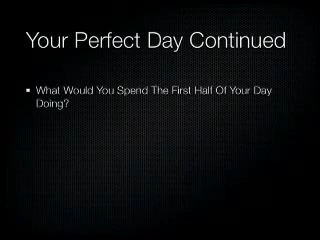 Your Perfect Day Continued
What Would You Spend The First Half Of Your Day
Doing?